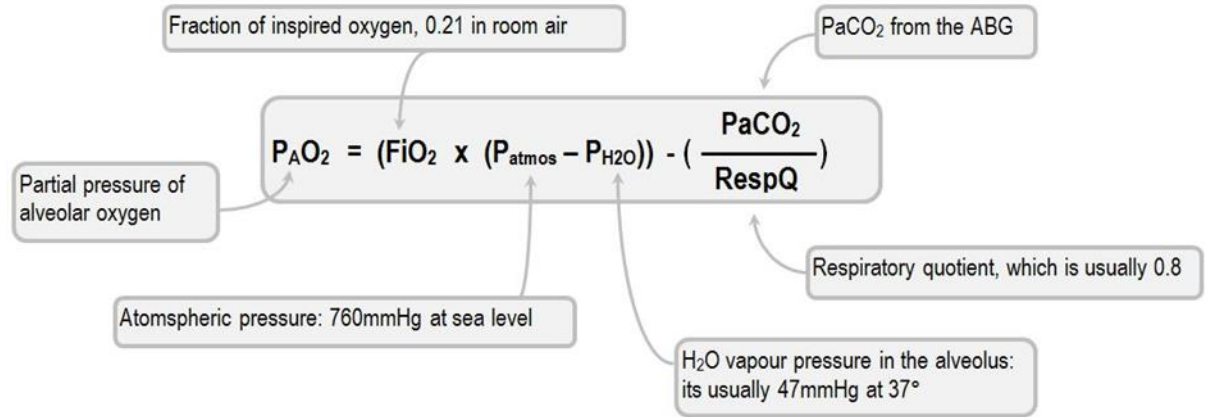 Fraction of inspired oxygen, 0.21 in room air
PaCO₂ from the ABG
PAO₂ = (FiO₂ x (Patmos – PH2O)) - ( PaCO₂ / RespQ )
Partial pressure of
alveolar oxygen
Respiratory quotient, which is usually 0.8
Atomspheric pressure: 760mmHg at sea level
H₂O vapour pressure in the alveolus:
its usually 47mmHg at 37°